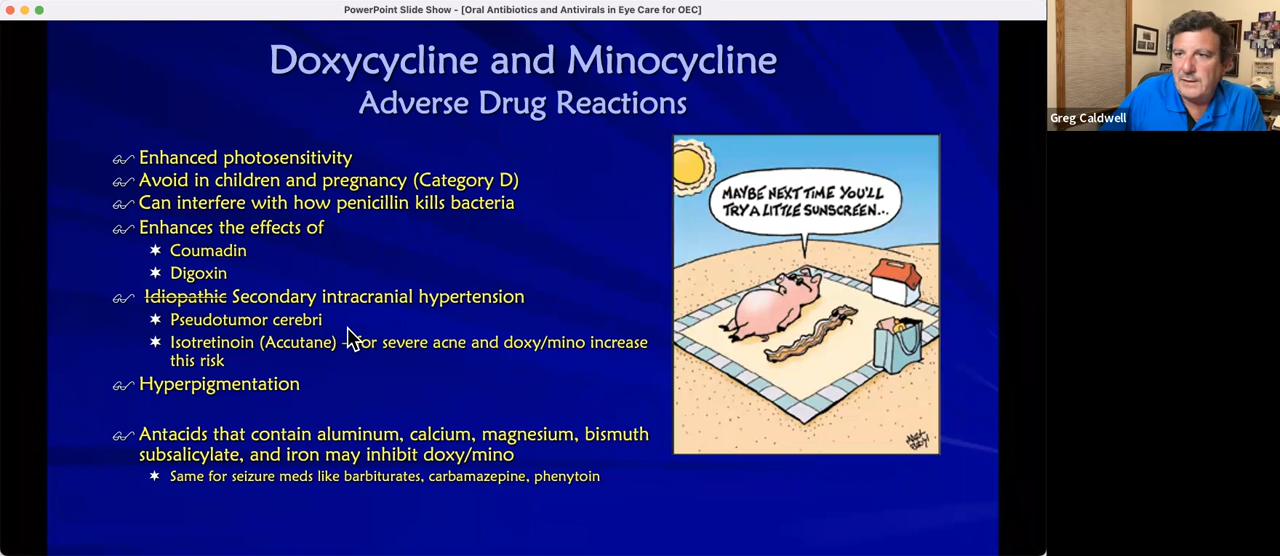 PowerPoint Slide Show - [Oral Antibiotics and Antivirals in Eye Care for OEC]
Doxycycline and Minocycline
Adverse Drug Reactions
Enhanced photosensitivity
Avoid in children and pregnancy (Category D)
Can interfere with how penicillin kills bacteria
Enhances the effects of
Coumadin
Digoxin
Idiopathic Secondary intracranial hypertension
Pseudotumor cerebri
Isotretinoin (Accutane) – for severe acne and doxy/mino increase
this risk
Hyperpigmentation
Antacids that contain aluminum, calcium, magnesium, bismuth
subsalicylate, and iron may inhibit doxy/mino
Same for seizure meds like barbiturates, carbamazepine, phenytoin
MAYBE NEXT TIME YOU'LL
TRY A LITTLE SUNSCREEN...
Greg Caldwell